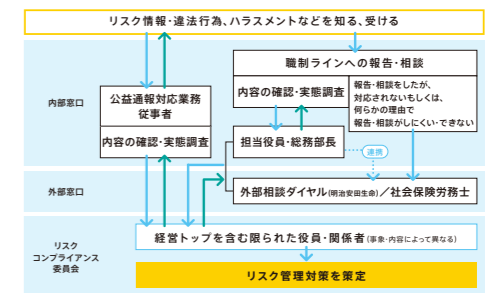 リスク情報・違法行為、ハラスメントなどを知る、受ける
内部窓口
公益通報対応業務
従事者
内容の確認・実態調査
職制ラインへの報告・相談
内容の確認・実態調査
報告・相談をしたが、
対応されないもしくは、
何らかの理由で
報告・相談がしにくい・できない
担当役員・総務部長
連携
外部窓口
外部相談ダイヤル(明治安田生命)/社会保険労務士
リスク
コンプライアンス
委員会
経営トップを含む限られた役員・関係者(事象・内容によって異なる)
リスク管理対策を策定